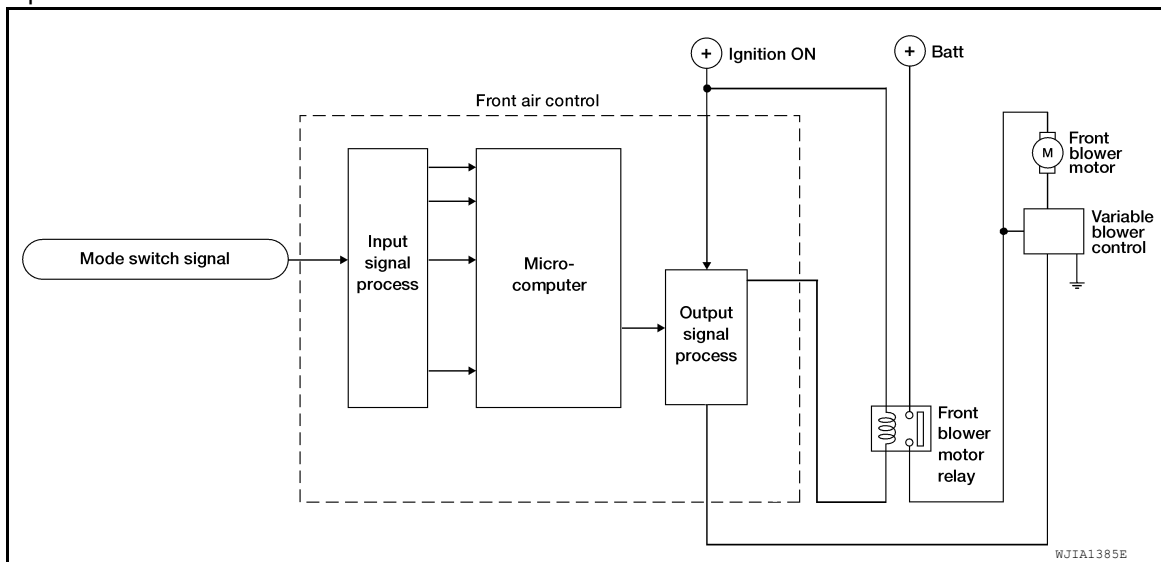 + Ignition ON
+ Batt
Front air control
Front
blower
motor
M
Variable
blower
control
Input
signal
process
Micro-
computer
Mode switch signal
Output
signal
process
Front
blower
motor
relay
WJIA1385E